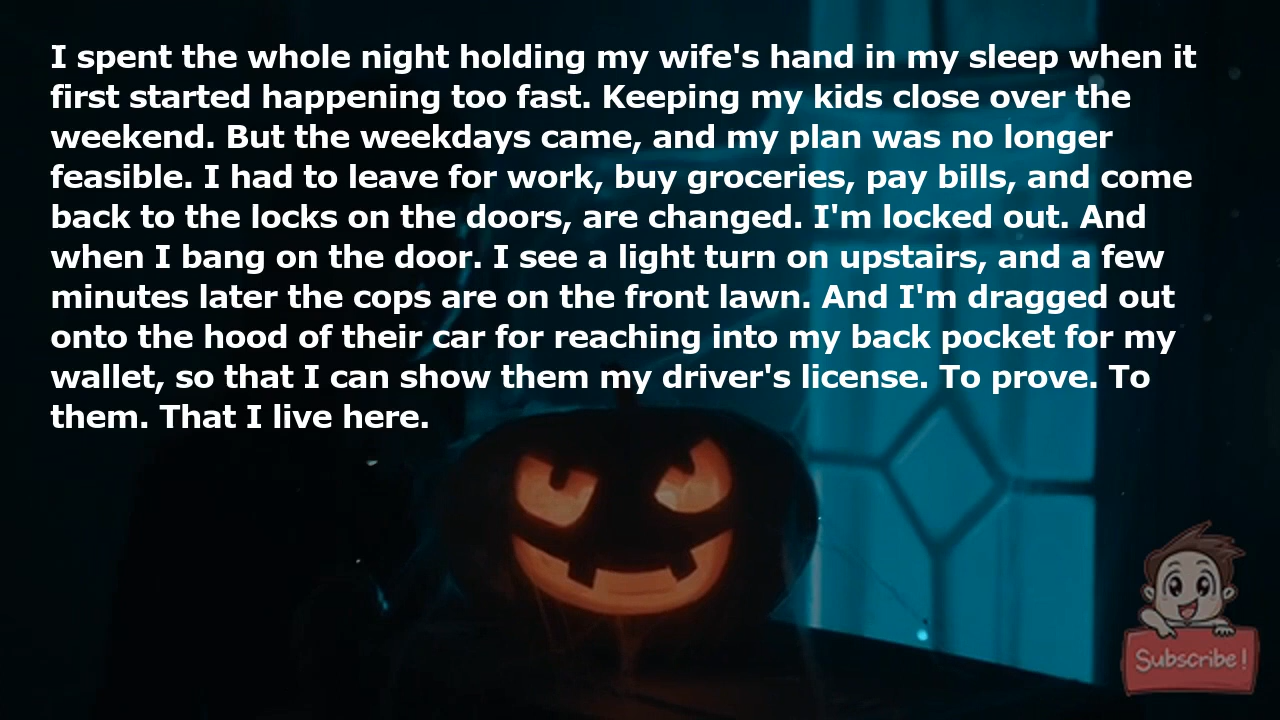 I spent the whole night holding my wife's hand in my sleep when it
first started happening too fast. Keeping my kids close over the
weekend. But the weekdays came, and my plan was no longer
feasible. I had to leave for work, buy groceries, pay bills, and come
back to the locks on the doors, are changed. I'm locked out. And
when I bang on the door. I see a light turn on upstairs, and a few
minutes later the cops are on the front lawn. And I'm dragged out
onto the hood of their car for reaching into my back pocket for my
wallet, so that I can show them my driver's license. To prove. To
them. That I live here.
Subscribe!